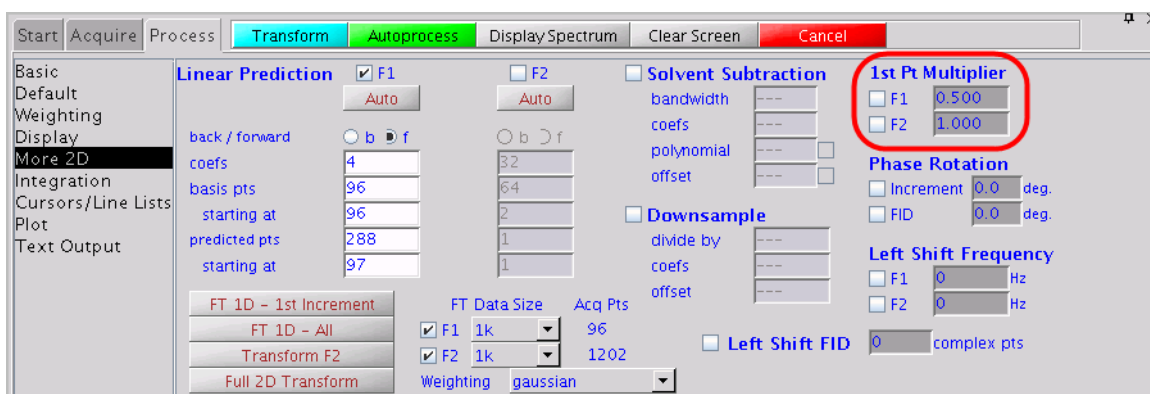 Start Acquire Process Transform Autoprocess Display Spectrum Clear Screen Cancel
Basic
Default
Weighting
Display
More 2D
Integration
Cursors/Line Lists
Plot
Text Output
Linear Prediction F1 F2
Auto Auto
back / forward b f b f
coefs 4 32
basis pts 96 64
starting at 96 2
predicted pts 288 1
starting at 97 1
FT 1D - 1st Increment
FT 1D - All
Transform F2
Full 2D Transform
FT Data Size Acq Pts
F1 1k 96
F2 1k 1202
Weighting gaussian
Solvent Subtraction
bandwidth ---
coefs ---
polynomial ---
offset ---
Downsample
divide by ---
coefs ---
offset ---
1st Pt Multiplier
F1 0.500
F2 1.000
Phase Rotation
Increment 0.0 deg.
FID 0.0 deg.
Left Shift Frequency
F1 0 Hz
F2 0 Hz
Left Shift FID 0 complex pts